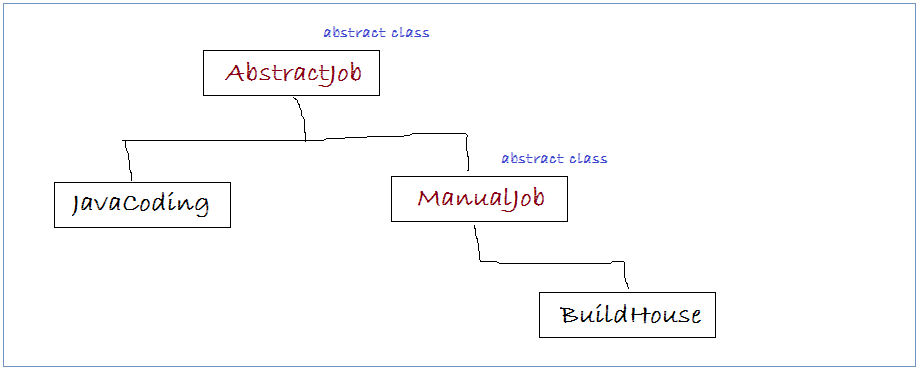 abstract class
AbstractJob
abstract class
JavaCoding
ManualJob
BuildHouse